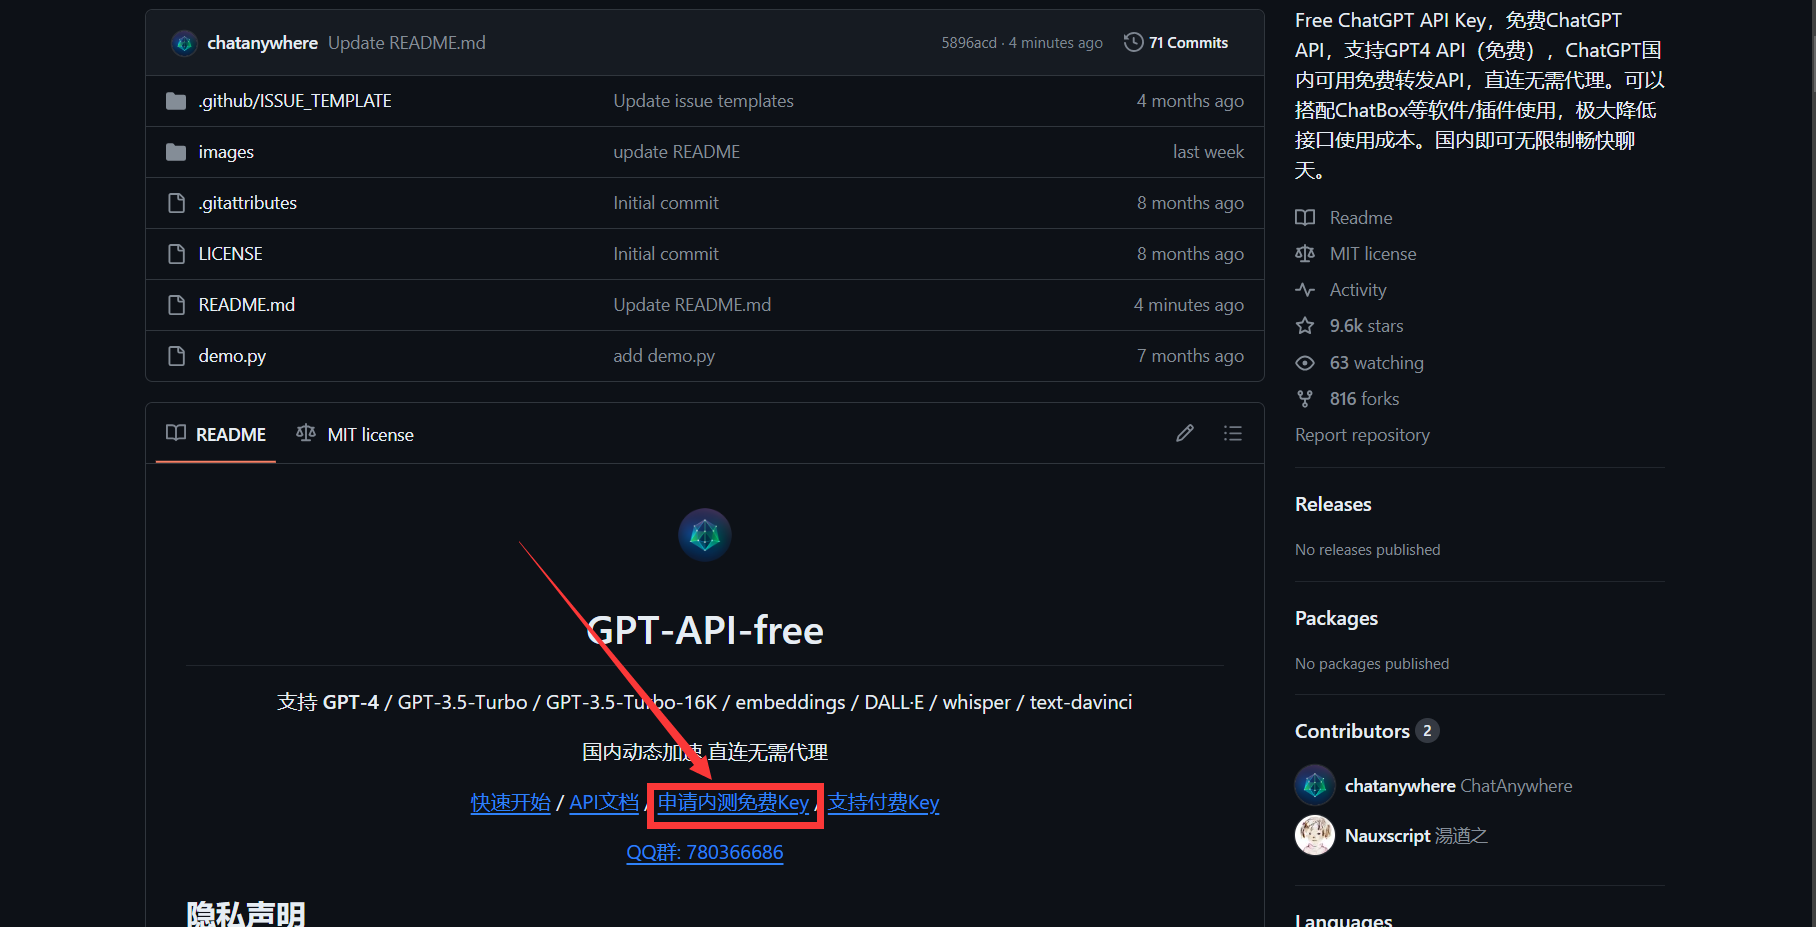 chatanywhere Update README.md 5896acd · 4 minutes ago 71 Commits
.github/ISSUE_TEMPLATE Update issue templates 4 months ago
images update README last week
.gitattributes Initial commit 8 months ago
LICENSE Initial commit 8 months ago
README.md Update README.md 4 minutes ago
demo.py add demo.py 7 months ago
README MIT license
GPT-API-free
支持 GPT-4 / GPT-3.5-Turbo / GPT-3.5-Turbo-16K / embeddings / DALL·E / whisper / text-davinci
国内动态加速 直连无需代理
快速开始 / API文档 / 申请内测免费Key / 支持付费Key
QQ群: 780366686
隐私声明
Free ChatGPT API Key，免费ChatGPT
API，支持GPT4 API（免费），ChatGPT国
内可用免费转发API，直连无需代理。可以
搭配ChatBox等软件/插件使用，极大降低
接口使用成本。国内即可无限制畅快聊
天。
Readme
MIT license
Activity
9.6k stars
63 watching
816 forks
Report repository
Releases
No releases published
Packages
No packages published
Contributors 2
chatanywhere ChatAnywhere
Nauxscript 湯遒之
Languages